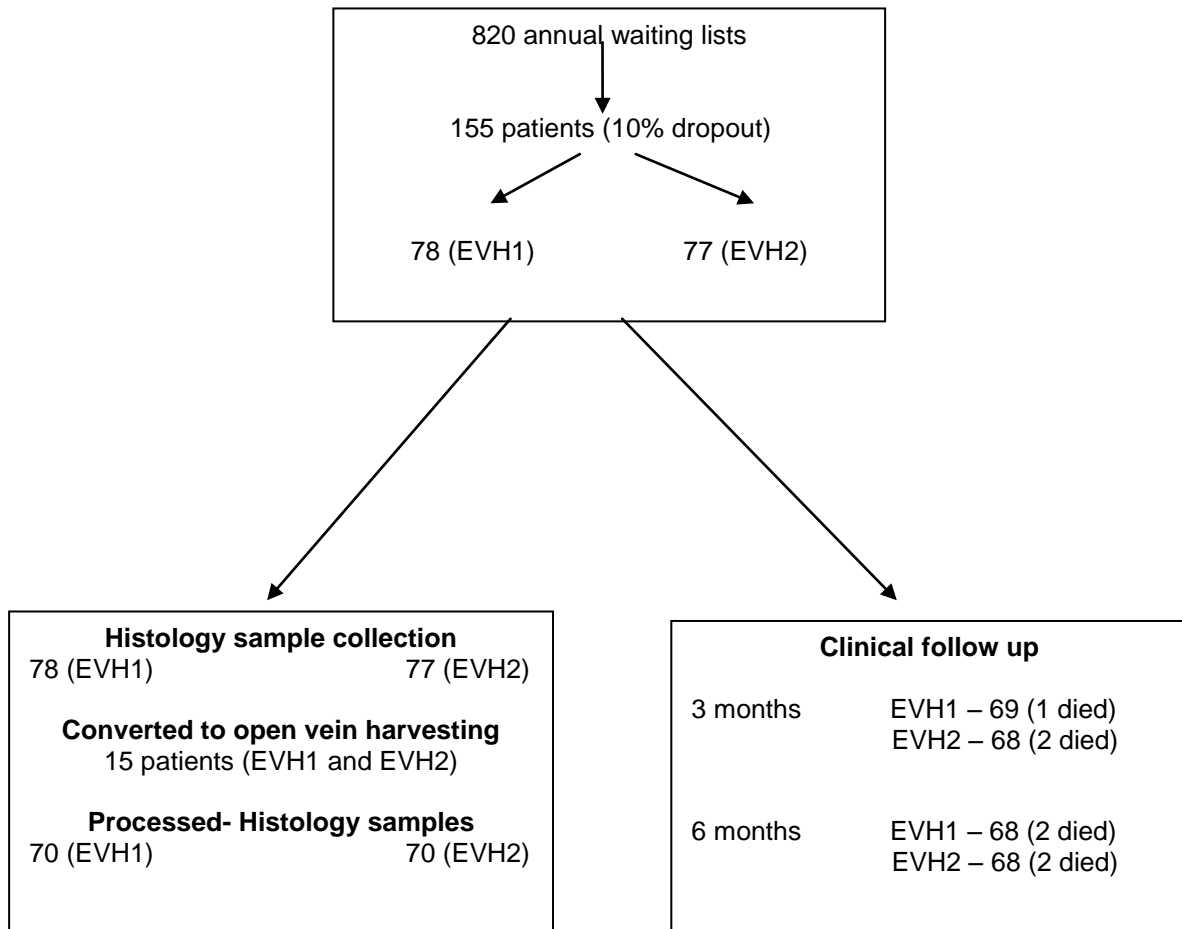 820 annual waiting lists
155 patients (10% dropout)
78 (EVH1) 77 (EVH2)
Histology sample collection
78 (EVH1) 77 (EVH2)
Converted to open vein harvesting
15 patients (EVH1 and EVH2)
Processed- Histology samples
70 (EVH1) 70 (EVH2)
Clinical follow up
3 months EVH1 – 69 (1 died)
EVH2 – 68 (2 died)
6 months EVH1 – 68 (2 died)
EVH2 – 68 (2 died)